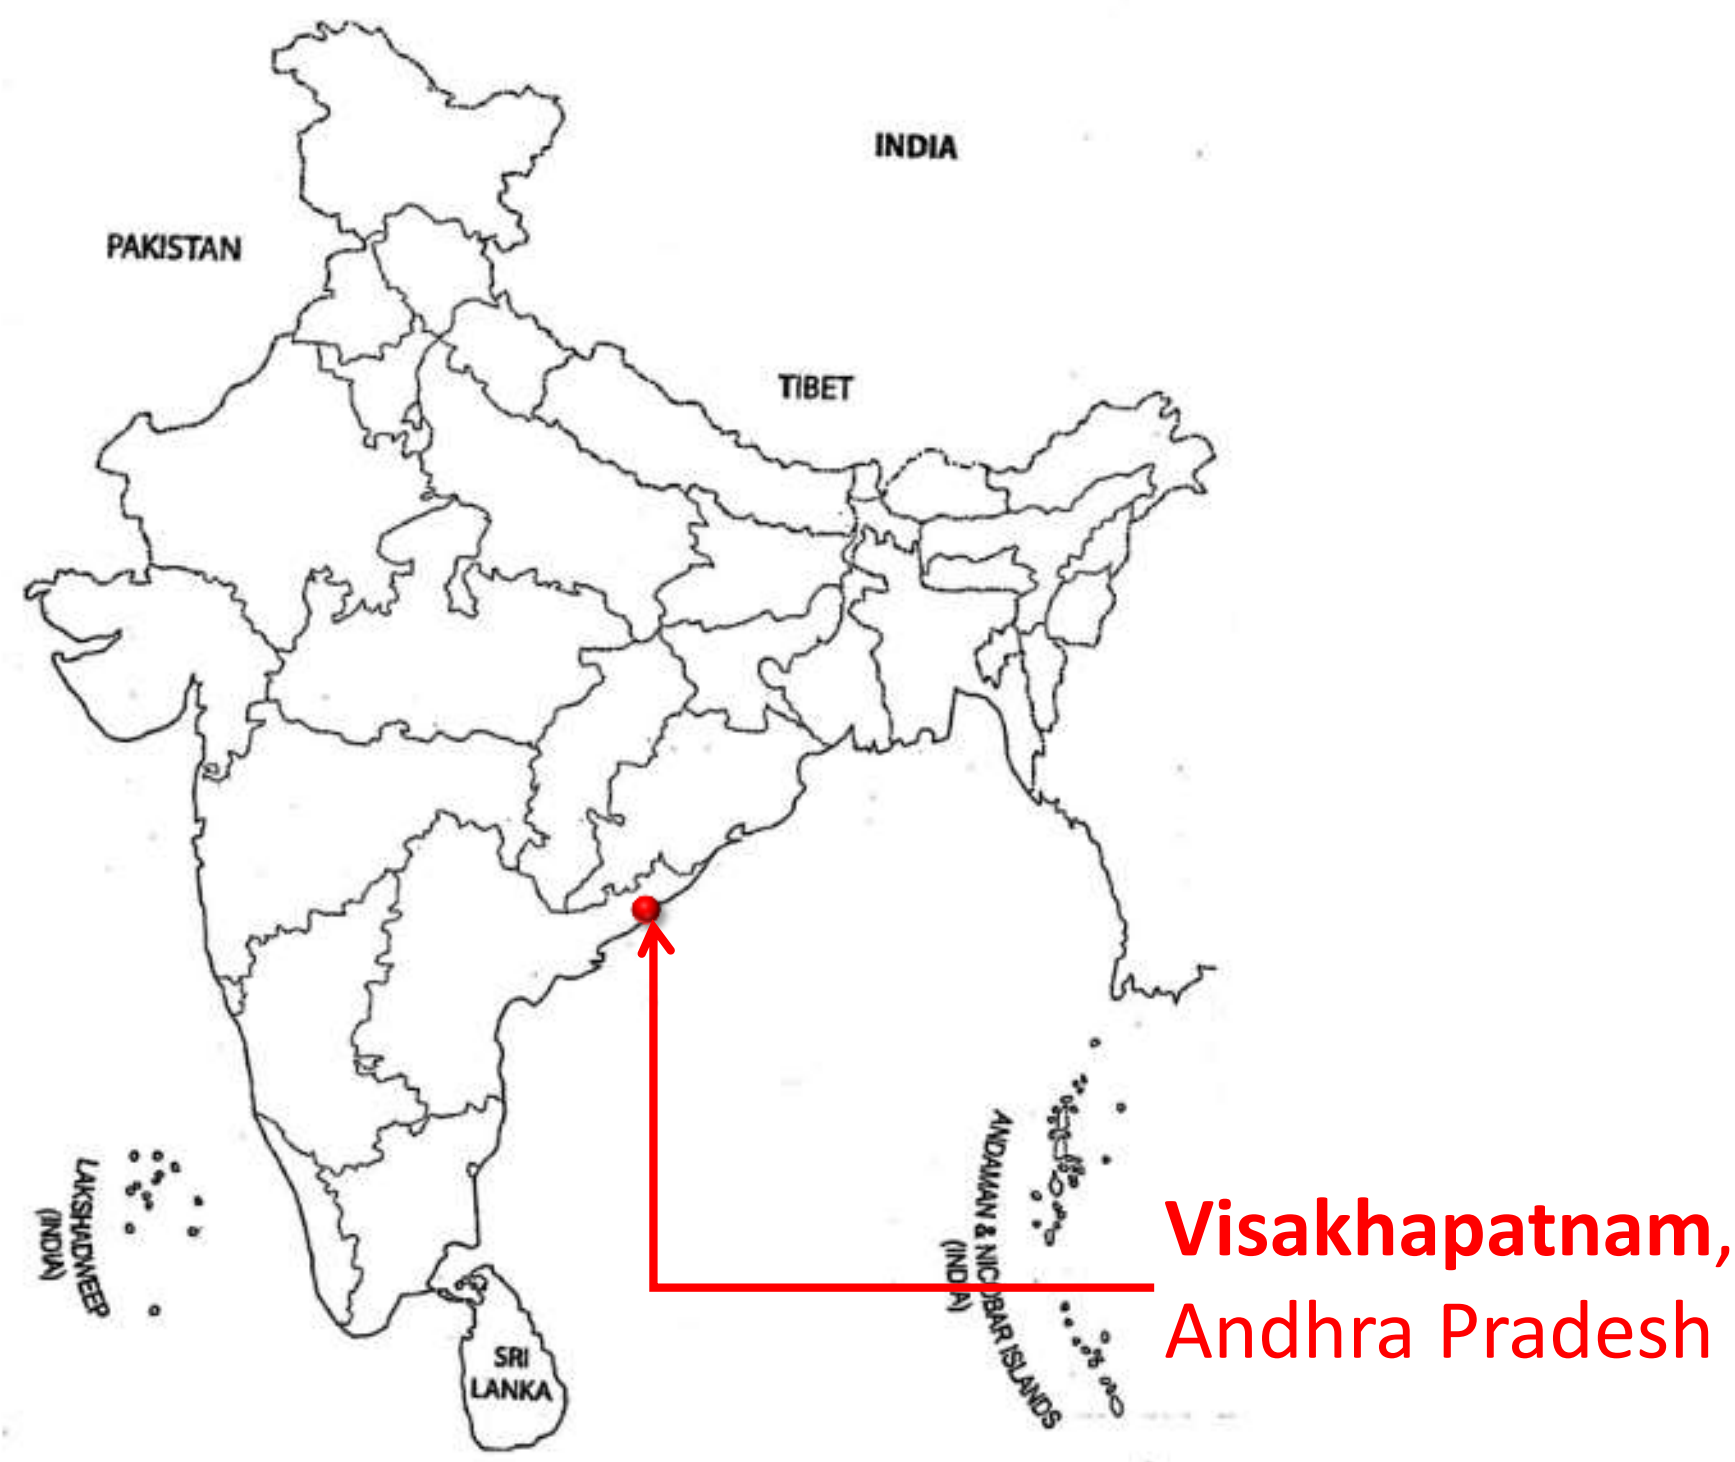 INDIA
PAKISTAN
TIBET
LAKSHADWEEP
(INDIA)
ANDAMAN & NICOBAR ISLANDS
(INDIA)
Visakhapatnam,
Andhra Pradesh
SRI
LANKA